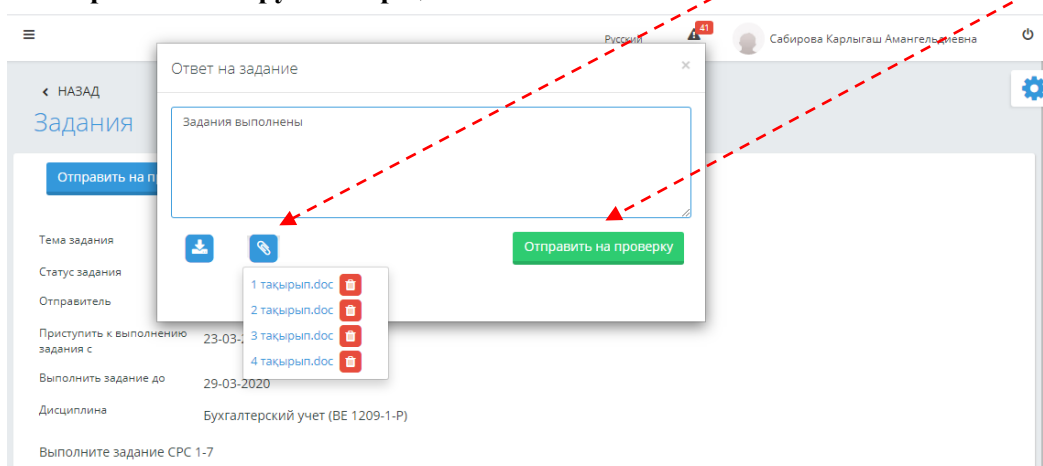 Русский
41
Сабирова Карлыгаш Амангельдиевна
Ответ на задание
×
НАЗАД
Задания
Задания выполнены
Отправить на п
Отправить на проверку
Тема задания
Статус задания
1 тақырып.doc
Отправитель
2 тақырып.doc
Приступить к выполнению
задания с
23-03-
3 тақырып.doc
4 тақырып.doc
Выполнить задание до
29-03-2020
Дисциплина
Бухгалтерский учет (BE 1209-1-P)
Выполните задание СРС 1-7